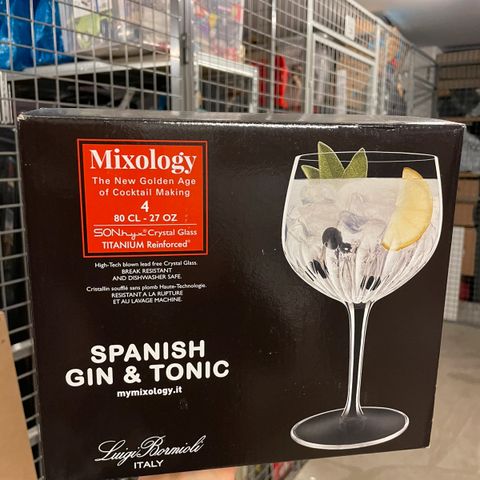 Mixology
The New Golden Age
of Cocktail Making
4
80 CL - 27 OZ
SONhyx® Crystal Glass
TITANIUM Reinforced®
High-Tech blown lead free Crystal Glass.
BREAK RESISTANT
AND DISHWASHER SAFE.
Cristallin soufflé sans plomb Haute-Technologie.
RESISTANT A LA RUPTURE
ET AU LAVAGE MACHINE.
SPANISH
GIN & TONIC
mymixology.it
Luigi Bormioli
ITALY